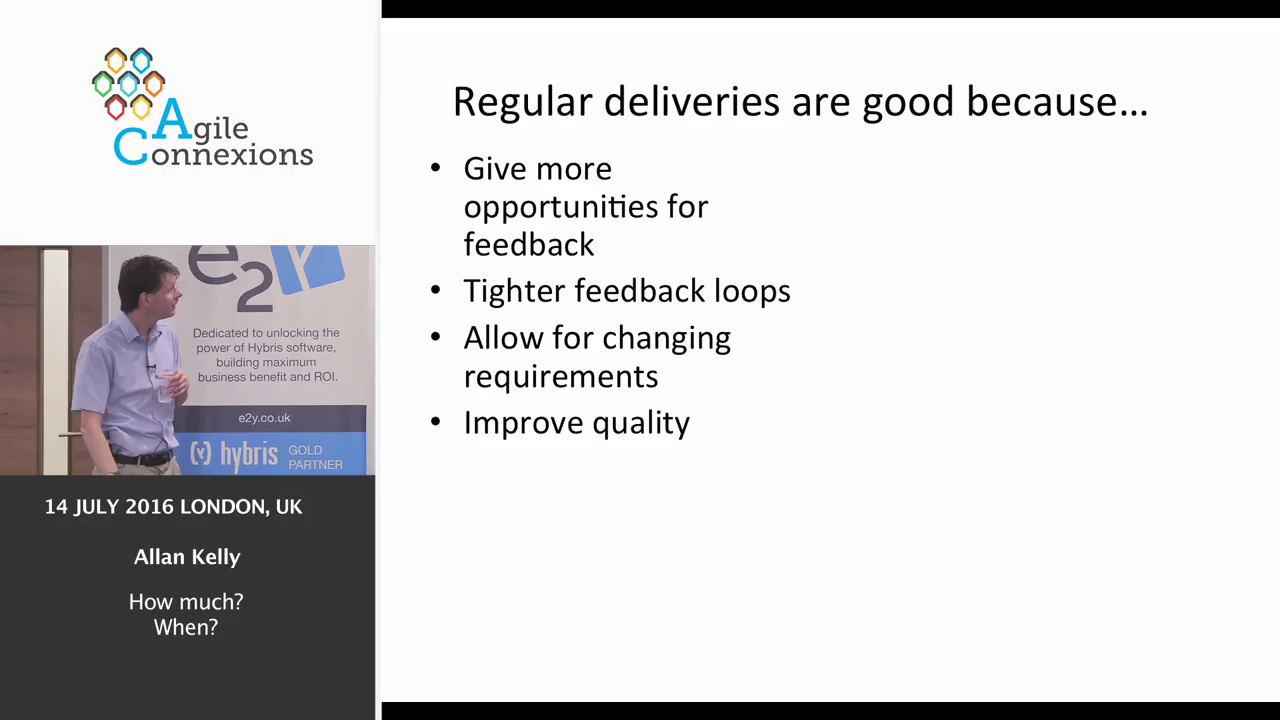 Agile
Connexions
e2y
Dedicated to unlocking the
power of Hybris software,
building maximum
business benefit and ROI.
e2y.co.uk
(v) hybris GOLD
PARTNER
14 JULY 2016 LONDON, UK
Allan Kelly
How much?
When?
Regular deliveries are good because...
• Give more
opportunities for
feedback
• Tighter feedback loops
• Allow for changing
requirements
• Improve quality